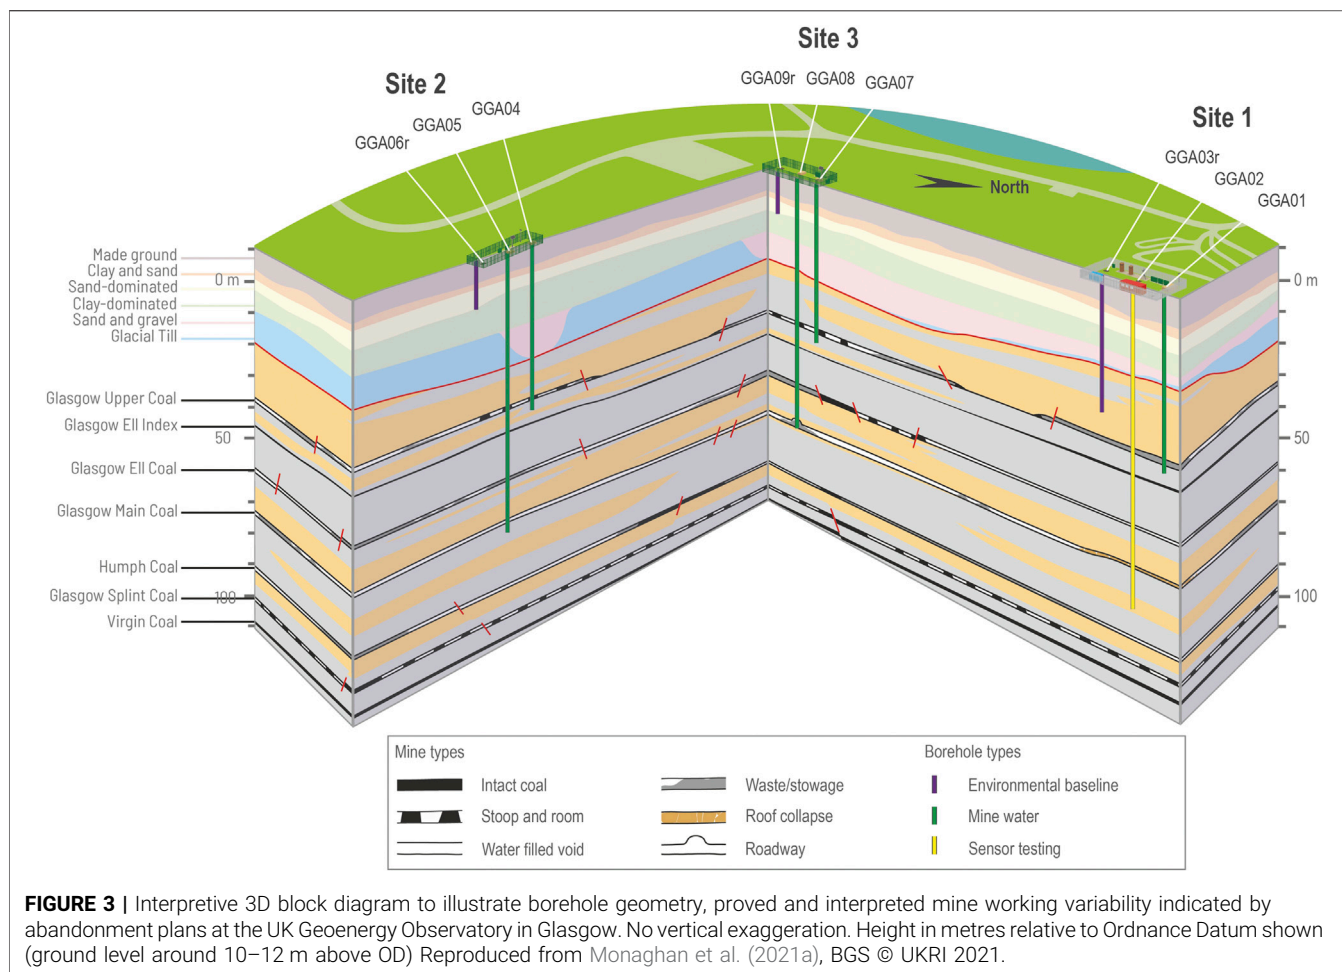 Site 3
GGA09r GGA08 GGA07
Site 2
GGA06r GGA05 GGA04
Site 1
GGA03r
GGA02
GGA01
North
Made ground
Clay and sand
0 m
Sand-dominated
Clay-dominated
Sand and gravel
Glacial Till
Glasgow Upper Coal
Glasgow Ell Index
50
Glasgow Ell Coal
Glasgow Main Coal
Humph Coal
Glasgow Splint Coal
100
Virgin Coal
0 m
50
100
Mine types
Intact coal
Stoop and room
Water filled void
Waste/stowage
Roof collapse
Roadway
Borehole types
Environmental baseline
Mine water
Sensor testing
FIGURE 3 | Interpretive 3D block diagram to illustrate borehole geometry, proved and interpreted mine working variability indicated by
abandonment plans at the UK Geoenergy Observatory in Glasgow. No vertical exaggeration. Height in metres relative to Ordnance Datum shown
(ground level around 10–12 m above OD) Reproduced from Monaghan et al. (2021a), BGS © UKRI 2021.